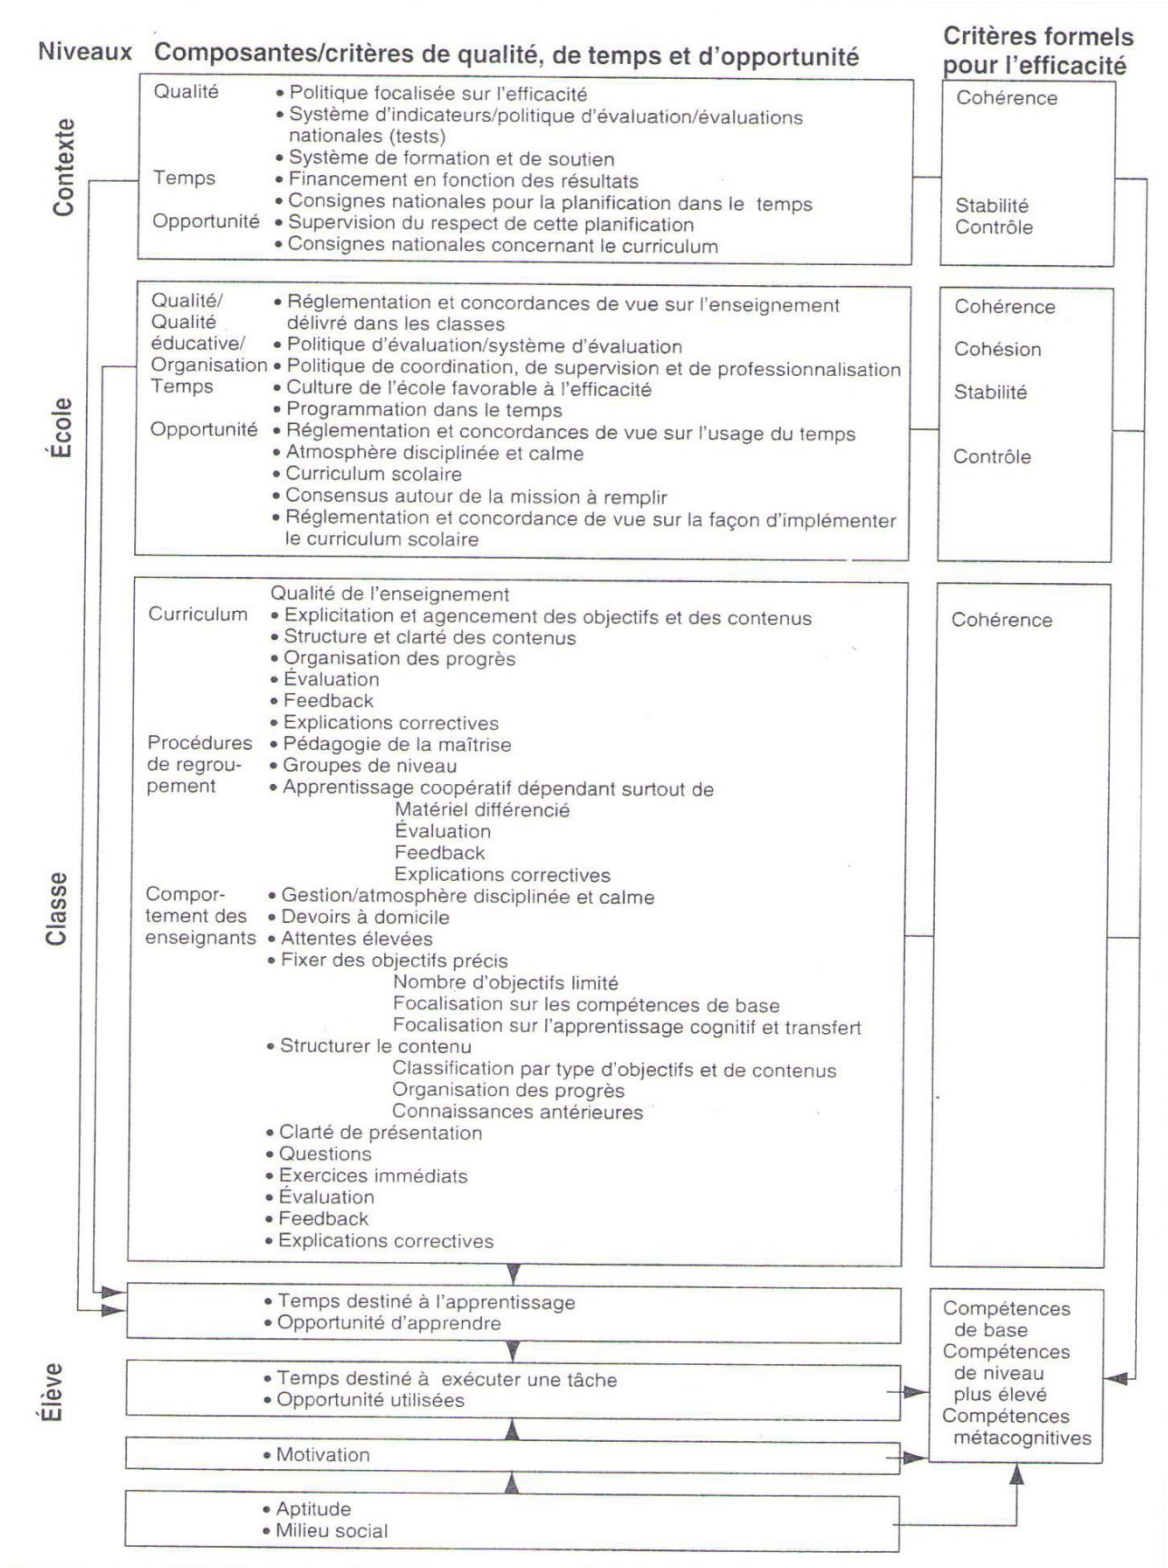 Niveaux Composantes/critères de qualité, de temps et d'opportunité
Critères formels
pour l'efficacité
Contexte
Qualité • Politique focalisée sur l'efficacité
• Système d'indicateurs/politique d'évaluation/évaluations
nationales (tests)
• Système de formation et de soutien
Temps • Financement en fonction des résultats
• Consignes nationales pour la planification dans le temps
Opportunité • Supervision du respect de cette planification
• Consignes nationales concernant le curriculum
Cohérence
Stabilité
Contrôle
École
Qualité/ • Réglementation et concordances de vue sur l'enseignement
Qualité délivré dans les classes
éducative/ • Politique d'évaluation/système d'évaluation
Organisation • Politique de coordination, de supervision et de professionnalisation
Temps • Culture de l'école favorable à l'efficacité
• Programmation dans le temps
Opportunité • Réglementation et concordances de vue sur l'usage du temps
• Atmosphère disciplinée et calme
• Curriculum scolaire
• Consensus autour de la mission à remplir
• Réglementation et concordance de vue sur la façon d'implémenter
le curriculum scolaire
Cohérence
Cohésion
Stabilité
Contrôle
Classe
Qualité de l'enseignement
Curriculum • Explicitation et agencement des objectifs et des contenus
• Structure et clarté des contenus
• Organisation des progrès
• Évaluation
• Feedback
• Explications correctives
Procédures • Pédagogie de la maîtrise
de regrou- • Groupes de niveau
pement • Apprentissage coopératif dépendant surtout de
Matériel différencié
Évaluation
Feedback
Explications correctives
Compor- • Gestion/atmosphère disciplinée et calme
tement des • Devoirs à domicile
enseignants • Attentes élevées
• Fixer des objectifs précis
Nombre d'objectifs limité
Focalisation sur les compétences de base
Focalisation sur l'apprentissage cognitif et transfert
• Structurer le contenu
Classification par type d'objectifs et de contenus
Organisation des progrès
Connaissances antérieures
• Clarté de présentation
• Questions
• Exercices immédiats
• Évaluation
• Feedback
• Explications correctives
Cohérence
Élève
• Temps destiné à l'apprentissage
• Opportunité d'apprendre
• Temps destiné à exécuter une tâche
• Opportunité utilisées
• Motivation
• Aptitude
• Milieu social
Compétences
de base
Compétences
de niveau
plus élevé
Compétences
métacognitives